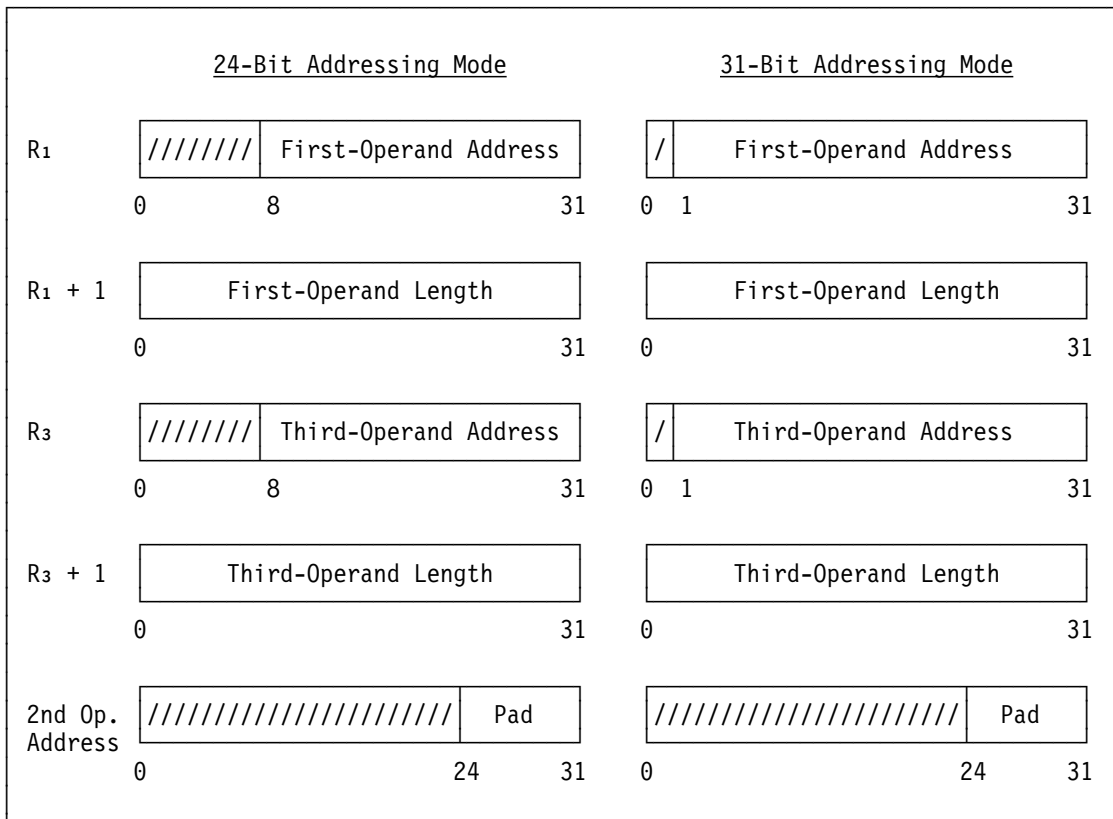 24-Bit Addressing Mode 31-Bit Addressing Mode
R₁ //////// First-Operand Address / First-Operand Address
0 8 31 0 1 31
R₁ + 1 First-Operand Length First-Operand Length
0 31 0 31
R₃ //////// Third-Operand Address / Third-Operand Address
0 8 31 0 1 31
R₃ + 1 Third-Operand Length Third-Operand Length
0 31 0 31
2nd Op. /////////////////////// Pad /////////////////////// Pad
Address
0 24 31 0 24 31